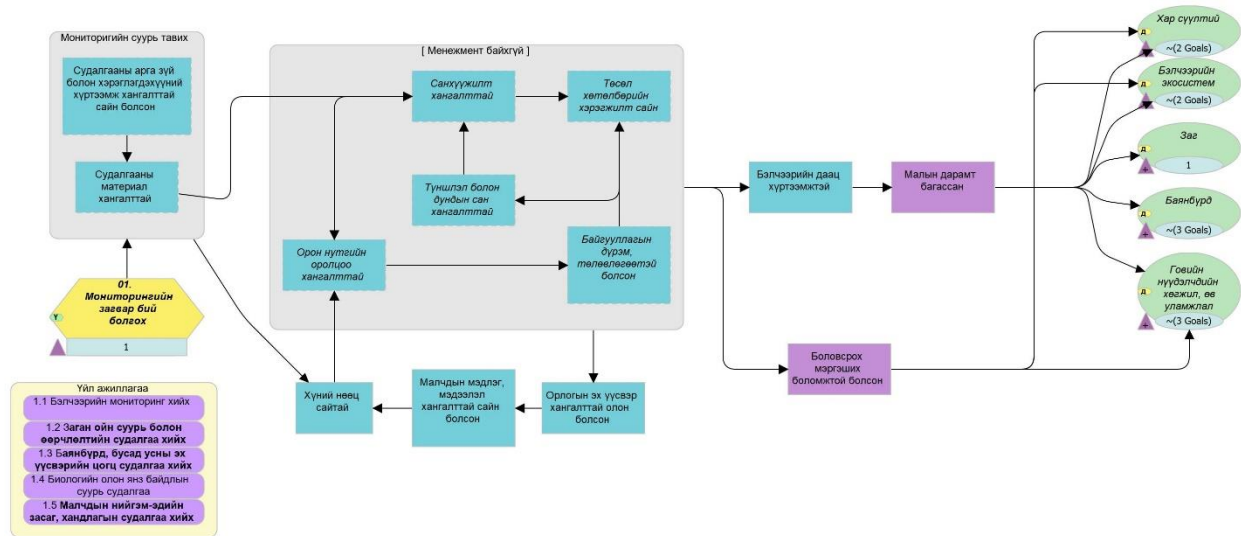 Мониторигийн суурь тавих
Судалгааны арга зүй
болон хэрэглэгдэхүүний
хүртээмж хангалттай
сайн болсон
Судалгааны
материал
хангалттай
01.
Мониторингийн
загвар бий
болгох
Т
1
Үйл ажиллагаа
1.1 Бэлчээрийн мониторинг хийх
1.2 Заган ойн суурь болон
өөрчлөлтийн судалгаа хийх
1.3 Баянбүрд, бусад усны эх
үүсвэрийн цогц судалгаа хийх
1.4 Биологийн олон янз байдлын
суурь судалгаа
1.5 Малчдын нийгэм-эдийн
засаг, хандлагын судалгаа хийх
[ Менежмент байхгүй ]
Санхүүжилт
хангалттай
Төсөл
хөтөлбөрийн
хэрэгжилт сайн
Түншлэл болон
дундын сан
хангалттай
Орон нутгийн
оролцоо
хангалттай
Байгууллагын
дүрэм,
төлөвлөгөөтэй
болсон
Хүний нөөц
сайтай
Малчдын мэдлэг,
мэдээлэл
хангалттай сайн
болсон
Орлогын эх үүсвэр
хангалттай олон
болсон
Бэлчээрийн даац
хүртээмжтэй
Малын дарамт
багассан
Боловсрох
мэргэших
боломжтой болсон
Хар сүүлтий
д
+
~(2 Goals)
Бэлчээрийн
экосистем
д
+
~(2 Goals)
Заг
д
+
1
Баянбүрд
д
+
~(3 Goals)
Говийн
нүүдэлчдийн
хөгжил, өв
уламжлал
д
+
~(3 Goals)